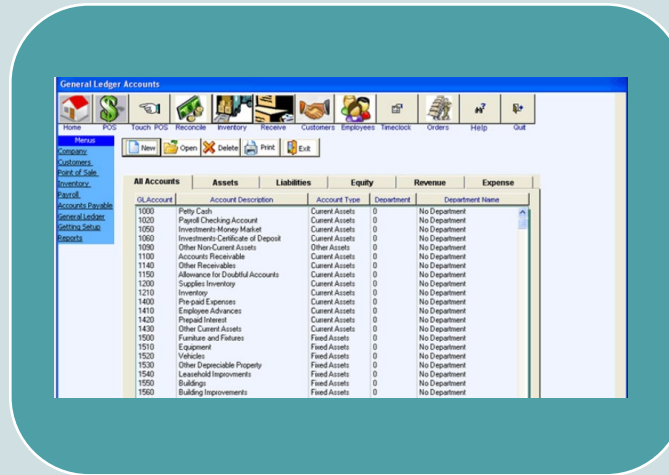 General Ledger Accounts
Home POS Touch POS Reconcile Inventory Receive Customers Employees Timeclock Orders Help Quit
Menus
Company
Customers
Point of Sale
Inventory
Payroll
Accounts Payable
General Ledger
Getting Setup
Reports
New Open Delete Print Exit
All Accounts Assets Liabilities Equity Revenue Expense
GLAccount Account Description Account Type Department Department Name
1000 Petty Cash Current Assets 0 No Department
1020 Payroll Checking Account Current Assets 0 No Department
1050 Investments-Money Market Current Assets 0 No Department
1060 Investments-Certificate of Deposit Current Assets 0 No Department
1090 Other Non-Current Assets Other Assets 0 No Department
1100 Accounts Receivable Current Assets 0 No Department
1140 Other Receivables Current Assets 0 No Department
1150 Allowance for Doubtful Accounts Current Assets 0 No Department
1200 Supplies Inventory Current Assets 0 No Department
1210 Inventory Current Assets 0 No Department
1400 Pre-paid Expenses Current Assets 0 No Department
1410 Employee Advances Current Assets 0 No Department
1420 Prepaid Interest Current Assets 0 No Department
1430 Other Current Assets Current Assets 0 No Department
1500 Furniture and Fixtures Fixed Assets 0 No Department
1510 Equipment Fixed Assets 0 No Department
1520 Vehicles Fixed Assets 0 No Department
1530 Other Depreciable Property Fixed Assets 0 No Department
1540 Leasehold Improvments Fixed Assets 0 No Department
1550 Buildings Fixed Assets 0 No Department
1560 Building Improvements Fixed Assets 0 No Department